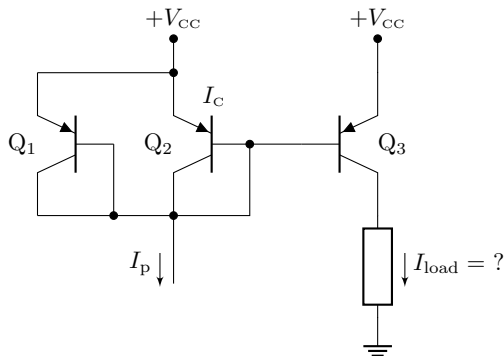 +V_CC +V_CC
I_C
Q_1 Q_2 Q_3
I_p I_load = ?